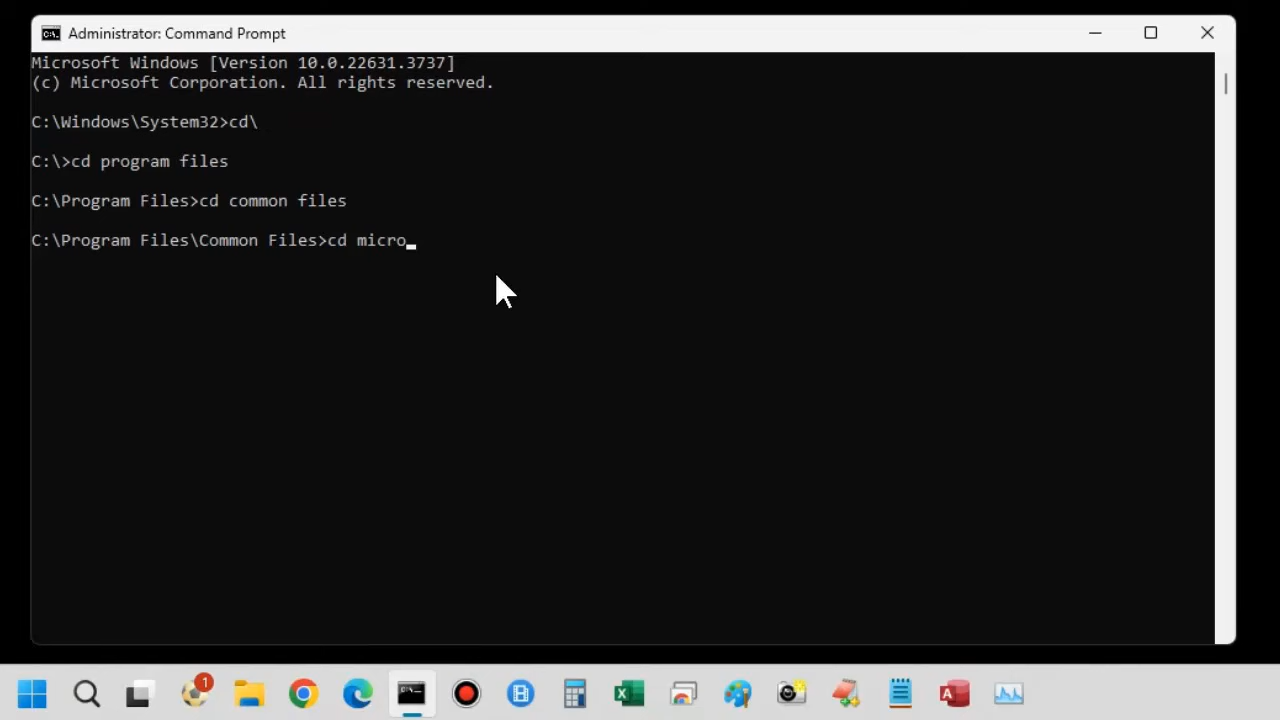 Administrator: Command Prompt
Microsoft Windows [Version 10.0.22631.3737]
(c) Microsoft Corporation. All rights reserved.
C:\Windows\System32>cd\
C:\>cd program files
C:\Program Files>cd common files
C:\Program Files\Common Files>cd micro
1